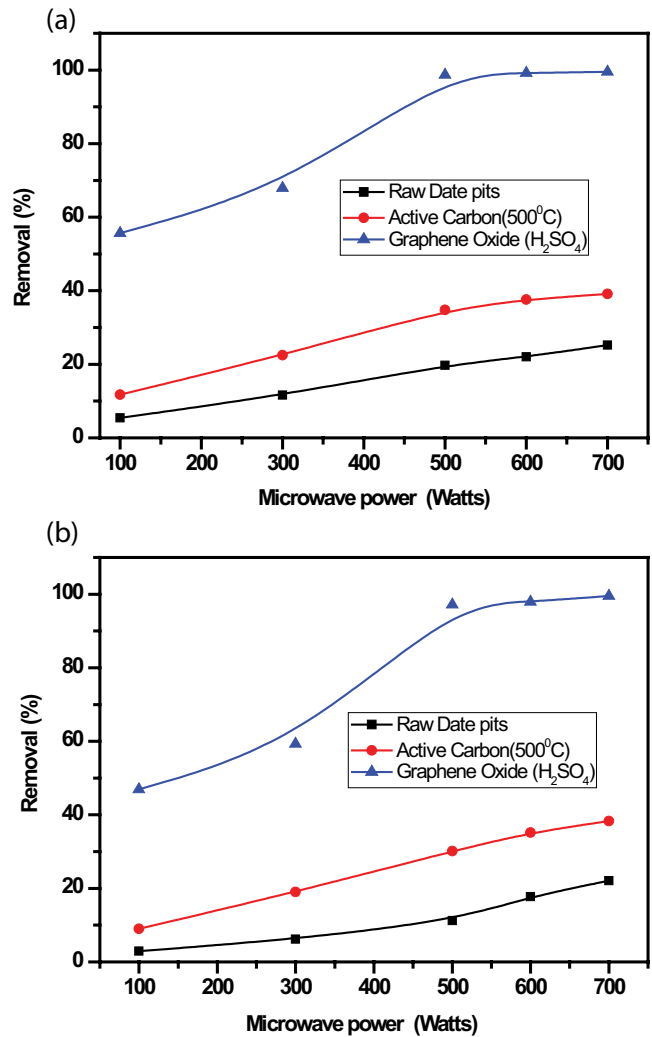 (a)
100
80
60
40
20
0
Removal (%)
Raw Date pits
Active Carbon(500⁰C)
Graphene Oxide (H₂SO₄)
100 200 300 400 500 600 700
Microwave power (Watts)
(b)
100
80
60
40
20
0
Removal (%)
Raw Date pits
Active Carbon(500⁰C)
Graphene Oxide (H₂SO₄)
100 200 300 400 500 600 700
Microwave power (Watts)